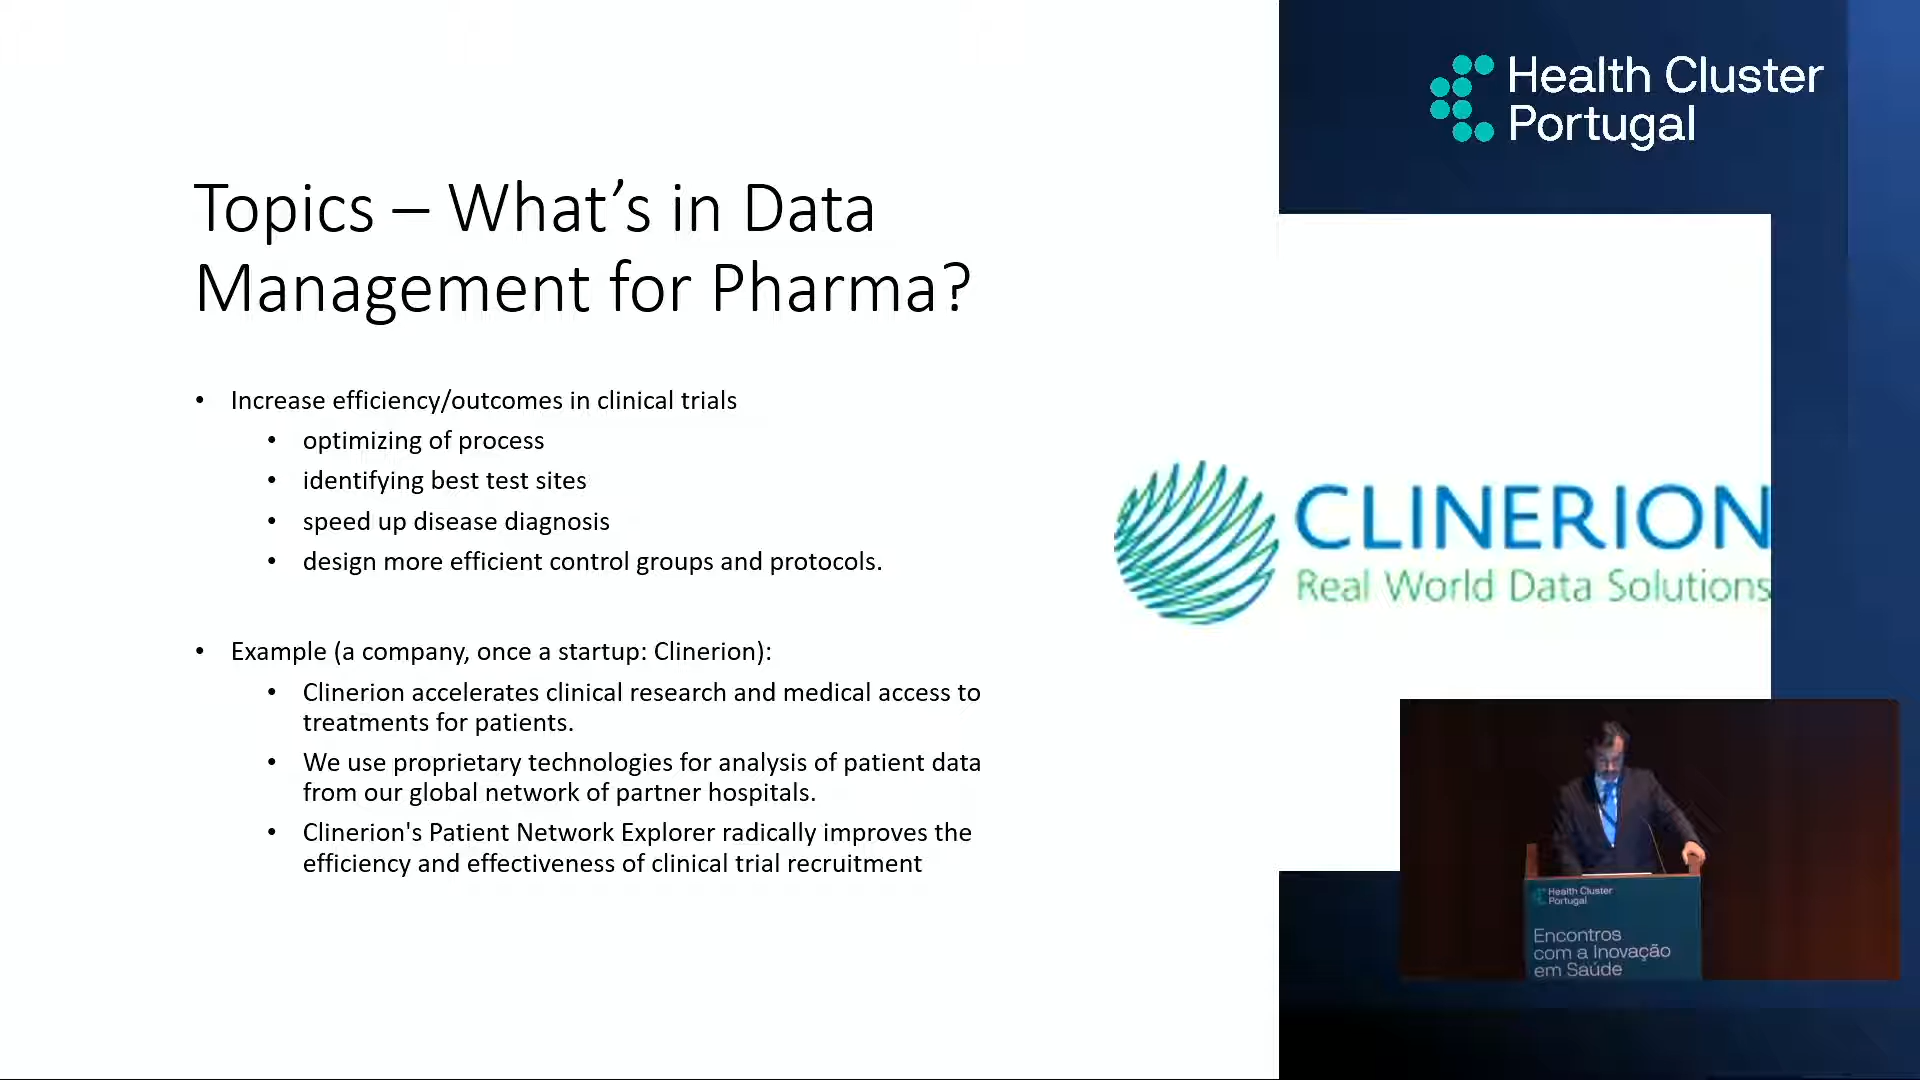 Health Cluster
Portugal
Topics – What's in Data
Management for Pharma?
• Increase efficiency/outcomes in clinical trials
• optimizing of process
• identifying best test sites
• speed up disease diagnosis
• design more efficient control groups and protocols.
• Example (a company, once a startup: Clinerion):
• Clinerion accelerates clinical research and medical access to
treatments for patients.
• We use proprietary technologies for analysis of patient data
from our global network of partner hospitals.
• Clinerion's Patient Network Explorer radically improves the
efficiency and effectiveness of clinical trial recruitment
CLINERION
Real World Data Solutions
Health Cluster
Portugal
Encontros
com a Inovação
em Saúde